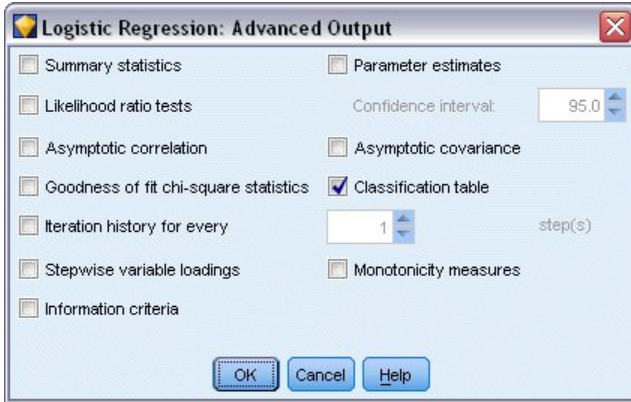 Logistic Regression: Advanced Output
Summary statistics
Parameter estimates
Likelihood ratio tests
Confidence interval:
95.0
Asymptotic correlation
Asymptotic covariance
Goodness of fit chi-square statistics
Classification table
Iteration history for every
1
step(s)
Stepwise variable loadings
Monotonicity measures
Information criteria
OK
Cancel
Help